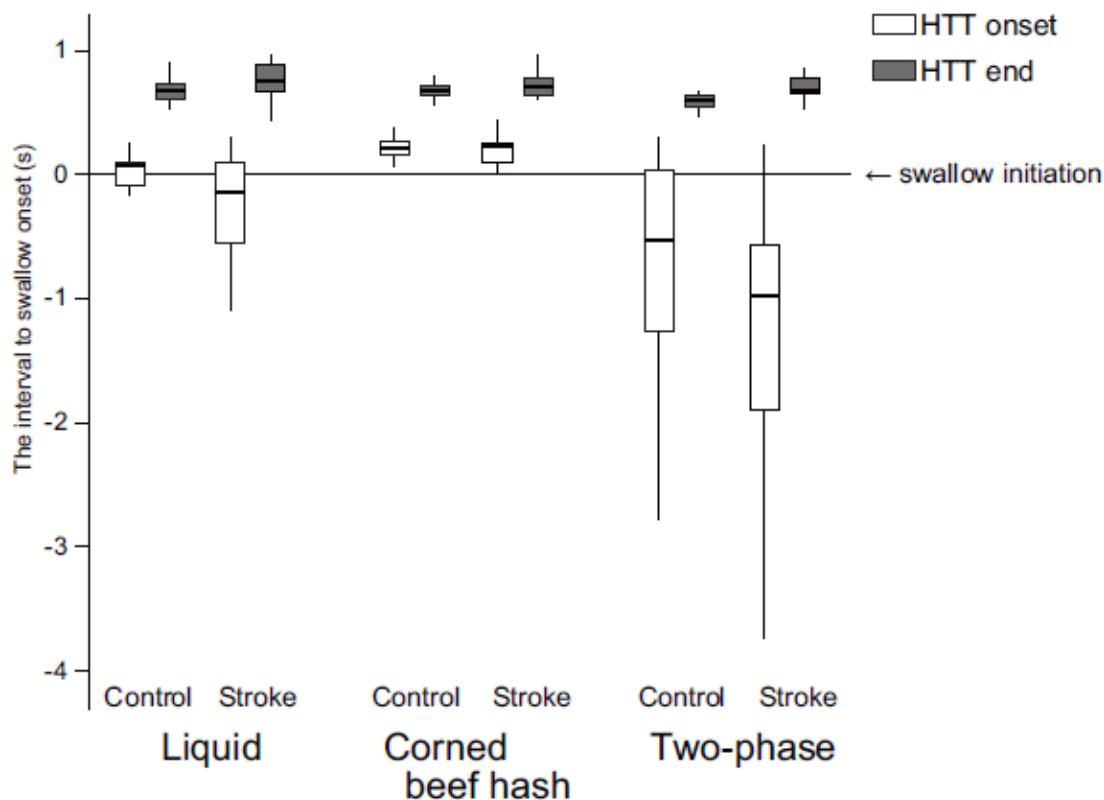 HTT onset
HTT end
The interval to swallow onset (s)
1
0
-1
-2
-3
-4
← swallow initiation
Control Stroke Control Stroke Control Stroke
Liquid Corned beef hash Two-phase